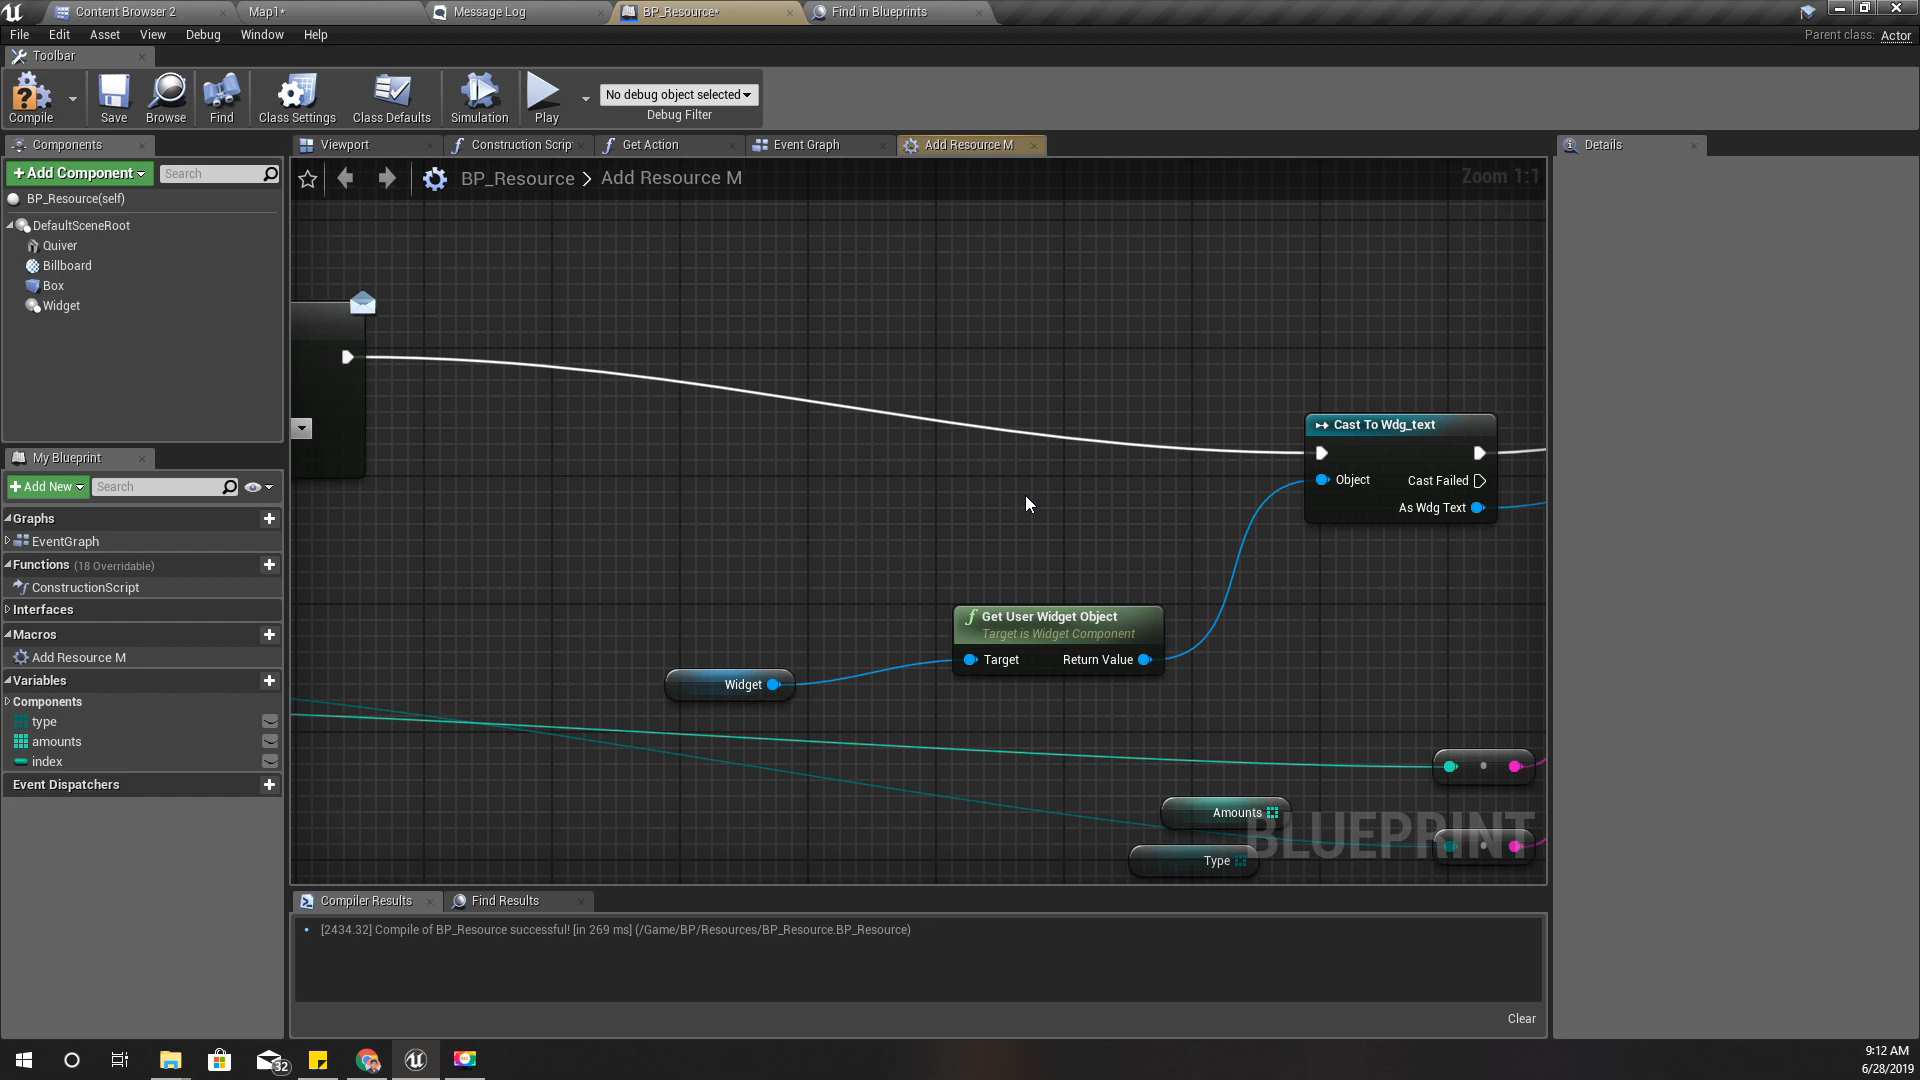 Content Browser 2
Map1*
Message Log
BP_Resource*
Find in Blueprints
File Edit Asset View Debug Window Help
Parent class: Actor
Toolbar
Compile
Save
Browse
Find
Class Settings
Class Defaults
Simulation
Play
No debug object selected
Debug Filter
Components
+Add Component
Search
BP_Resource(self)
DefaultSceneRoot
Quiver
Billboard
Box
Widget
My Blueprint
+Add New
Search
Graphs
EventGraph
Functions (18 Overridable)
ConstructionScript
Interfaces
Macros
Add Resource M
Variables
Components
type
amounts
index
Event Dispatchers
Viewport
Construction Scrip
Get Action
Event Graph
Add Resource M
BP_Resource > Add Resource M
Zoom 1:1
Cast To Wdg_text
Object
Cast Failed
As Wdg Text
f Get User Widget Object
Target is Widget Component
Target
Return Value
Widget
Amounts
Type
BLUEPRINT
Compiler Results
Find Results
[2434.32] Compile of BP_Resource successful! [in 269 ms] (/Game/BP/Resources/BP_Resource.BP_Resource)
Clear
Details
32
9:12 AM
6/28/2019